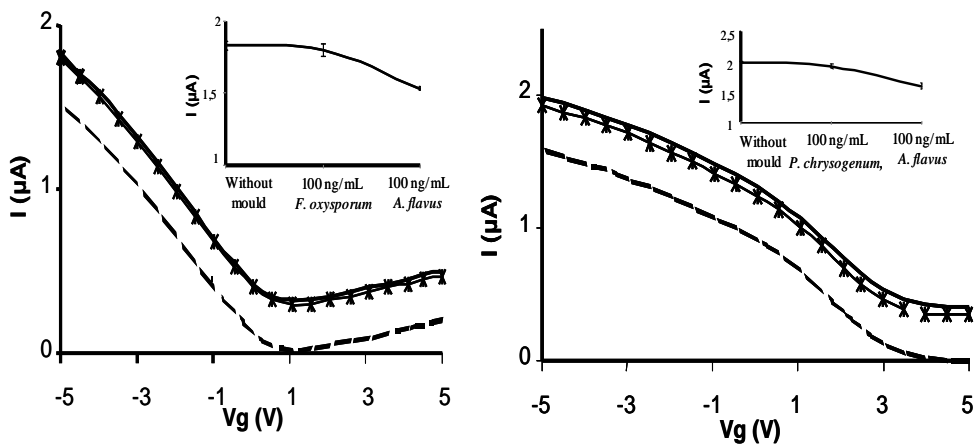 2
1
0
I (μA)
-5 -3 -1 1 3 5
Vg (V)
2
1,5
1
I (μA)
Without 100 ng/mL 100 ng/mL
mould F. oxysporum A. flavus
2
1
0
I (μA)
-5 -3 -1 1 3 5
Vg (V)
2,5
2
1,5
1
I (μA)
Without 100 ng/mL 100 ng/mL
mould P. chrysogenum, A. flavus